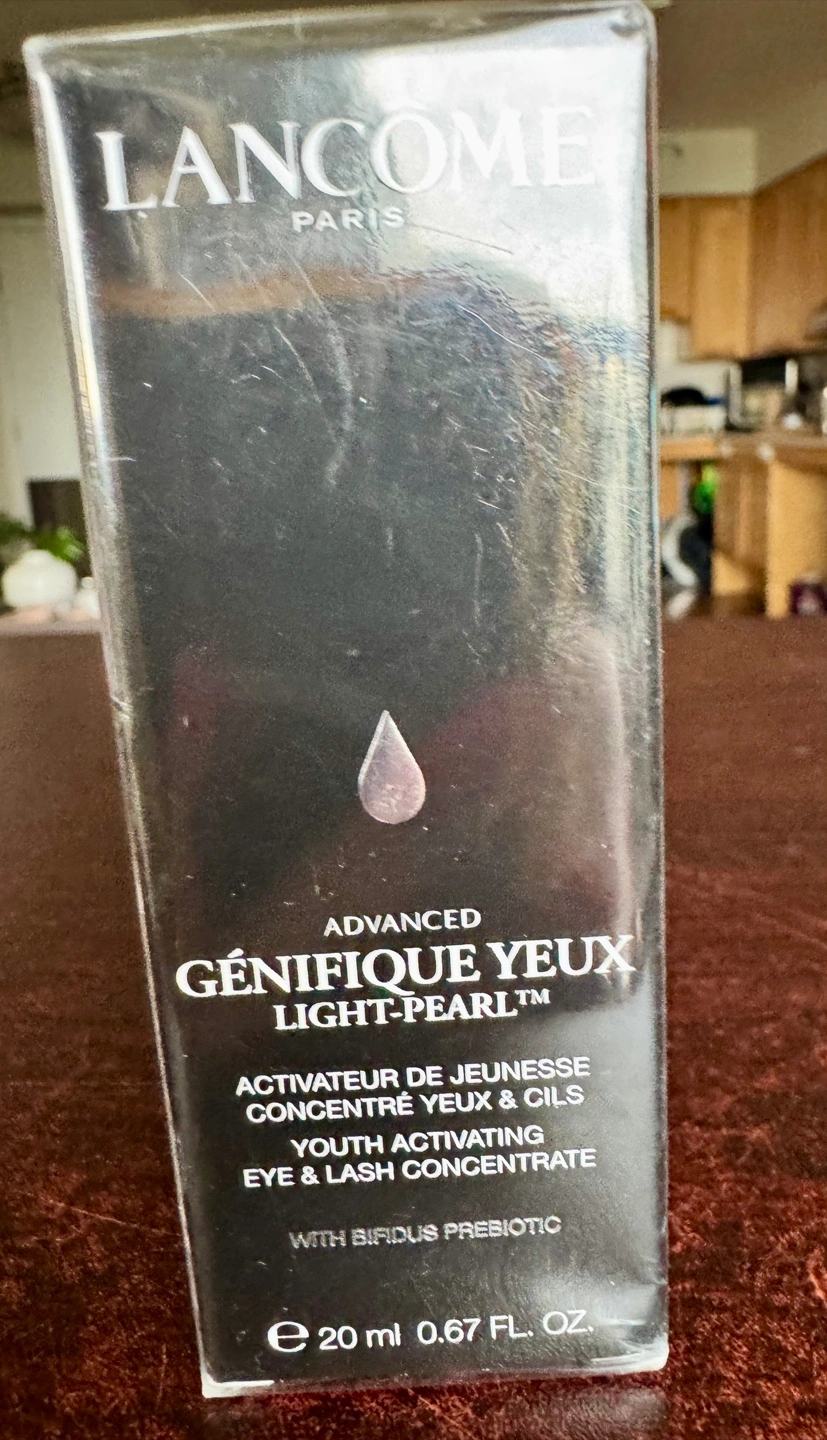 LANCÔME
PARIS
ADVANCED
GÉNIFIQUE YEUX
LIGHT-PEARL™
ACTIVATEUR DE JEUNESSE
CONCENTRÉ YEUX & CILS
YOUTH ACTIVATING
EYE & LASH CONCENTRATE
WITH BIFIDUS PREBIOTIC
℮ 20 ml 0.67 FL. OZ.